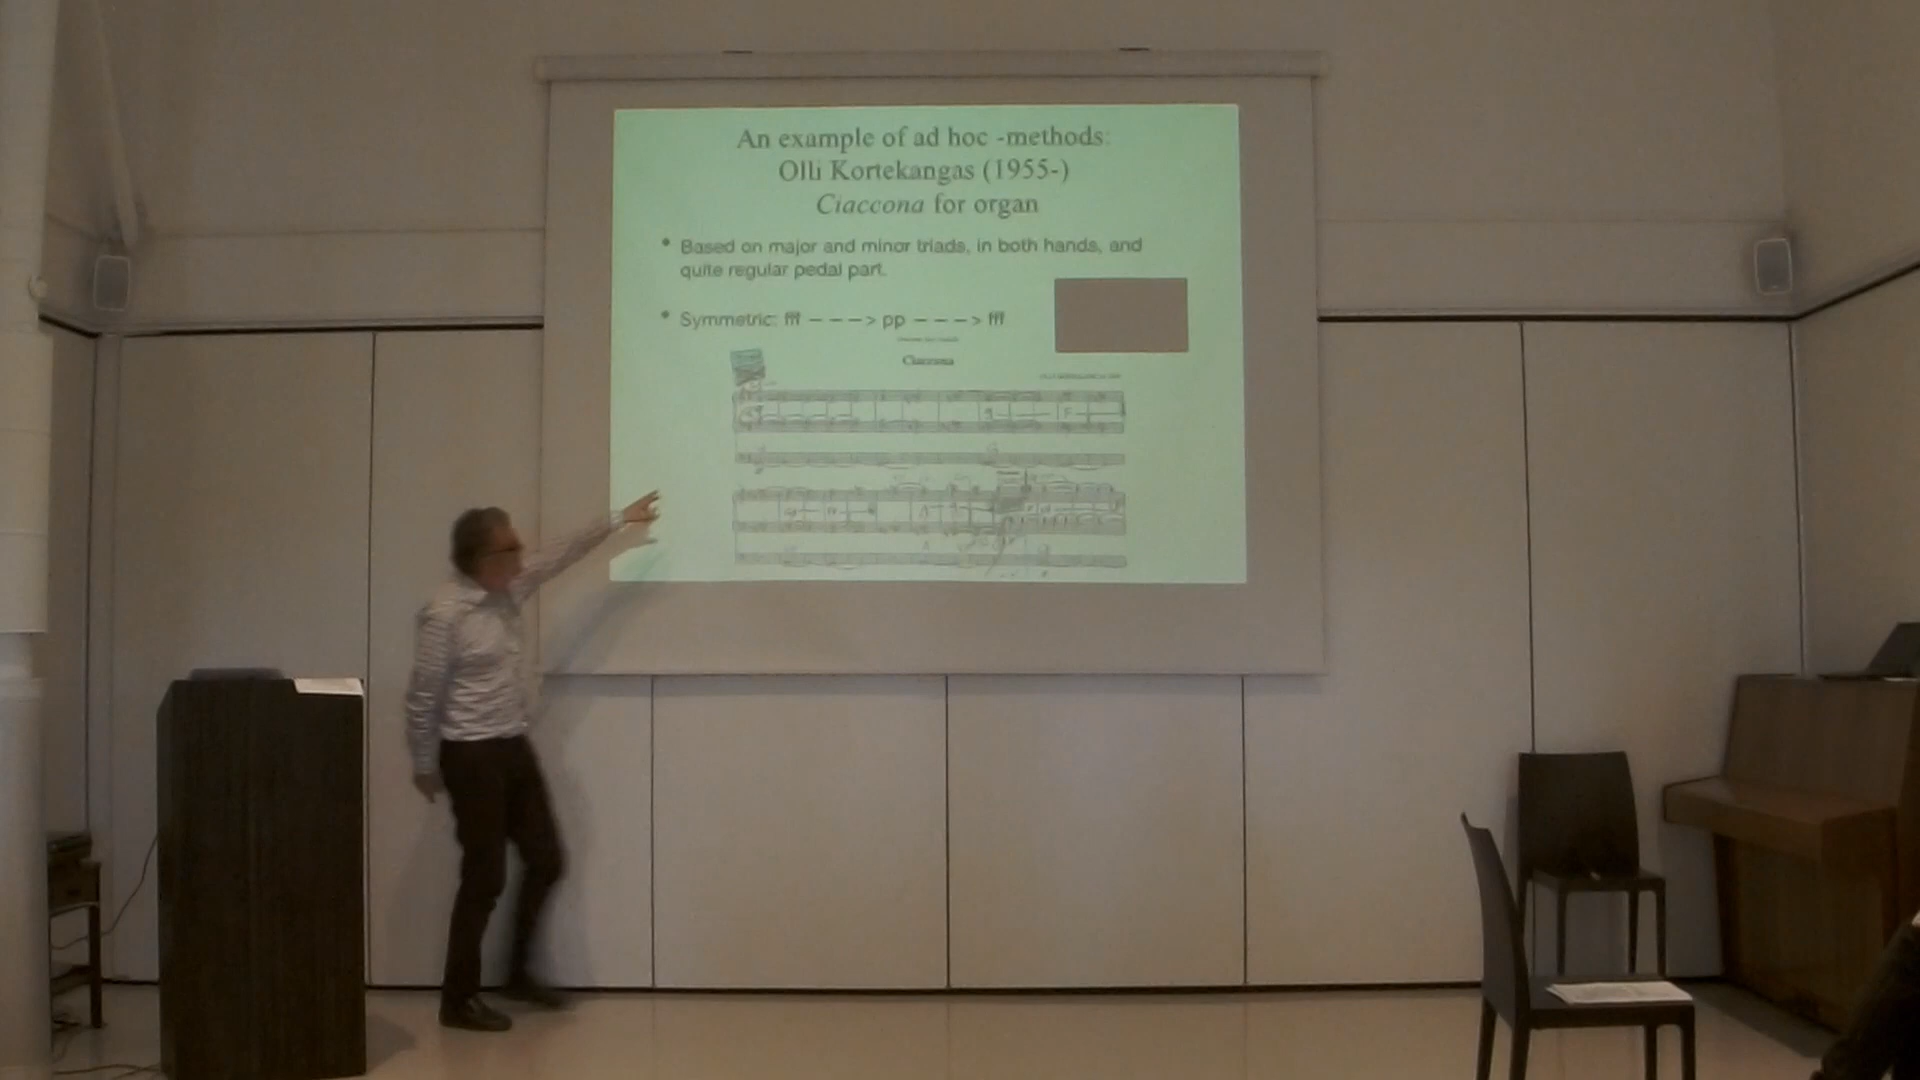 An example of ad hoc -methods:
Olli Kortekangas (1955-)
Ciaccona for organ
• Based on major and minor triads, in both hands, and
quite regular pedal part.
• Symmetric: fff – – – > pp – – – > fff
Ciaccona